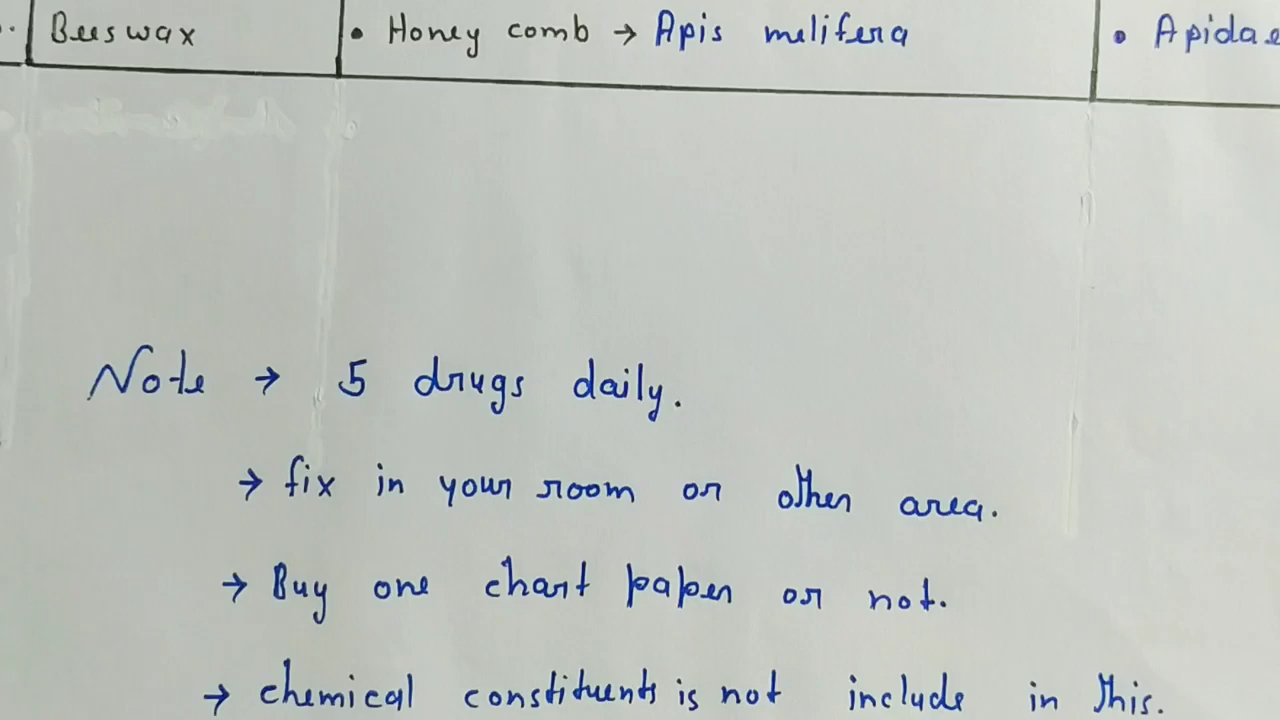 Beeswax • Honey comb → Apis melifera • Apidae
Note → 5 drugs daily.
→ fix in your room or other area.
→ Buy one chart paper or not.
→ chemical constituents is not include in this.